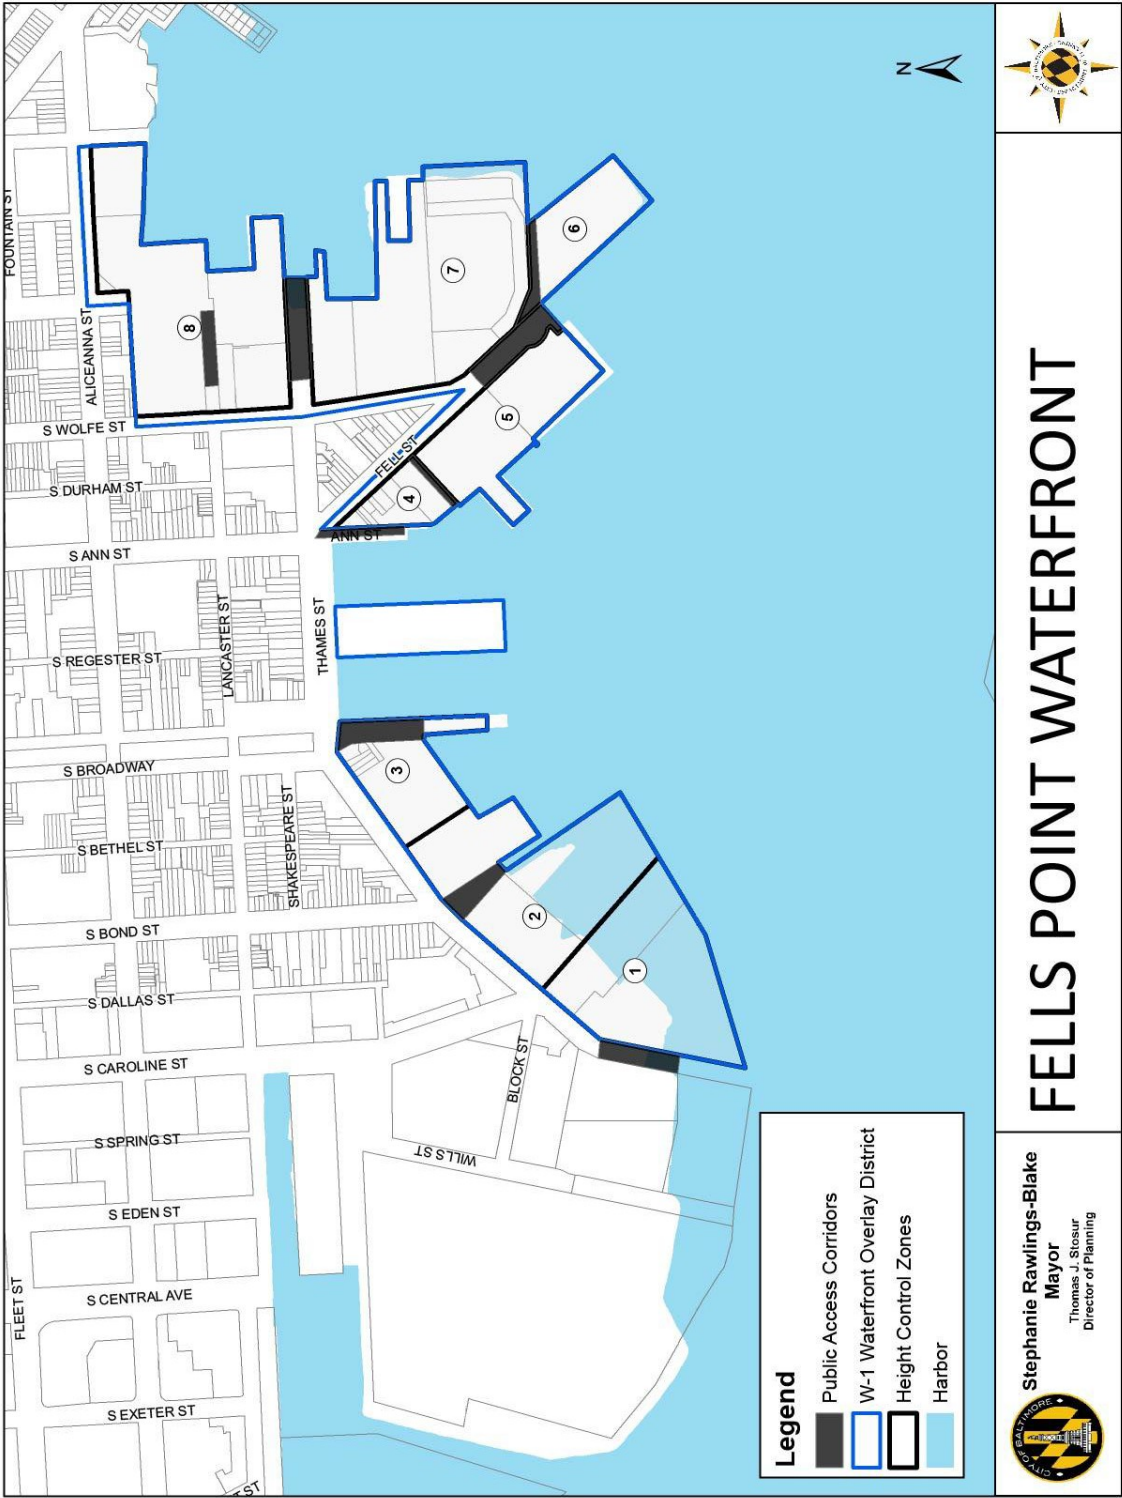 FOUNTAIN ST
ALICEANNA ST
S WOLFE ST
S DURHAM ST
S ANN ST
FELL ST
ANN ST
S REGESTER ST
LANCASTER ST
THAMES ST
S BROADWAY
S BETHEL ST
SHAKESPEARE ST
S BOND ST
S DALLAS ST
S CAROLINE ST
BLOCK ST
S SPRING ST
WILLS ST
S EDEN ST
FLEET ST
S CENTRAL AVE
S EXETER ST
ST
8
7
6
5
4
3
2
1
N
Legend
Public Access Corridors
W-1 Waterfront Overlay District
Height Control Zones
Harbor
Stephanie Rawlings-Blake
Mayor
Thomas J. Stosur
Director of Planning
FELLS POINT WATERFRONT
CITY OF BALTIMORE